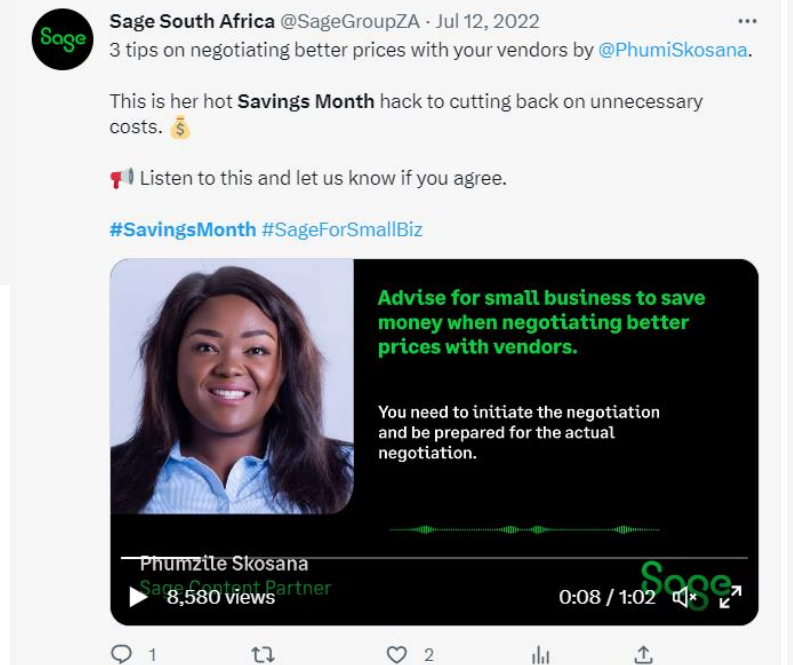 Sage
Sage South Africa @SageGroupZA · Jul 12, 2022
3 tips on negotiating better prices with your vendors by @PhumiSkosana.
This is her hot Savings Month hack to cutting back on unnecessary
costs. 💰
📢 Listen to this and let us know if you agree.
#SavingsMonth #SageForSmallBiz
Advise for small business to save
money when negotiating better
prices with vendors.
You need to initiate the negotiation
and be prepared for the actual
negotiation.
Phumzile Skosana
Sage Content Partner
Sage
8,580 views
0:08 / 1:02
1
2